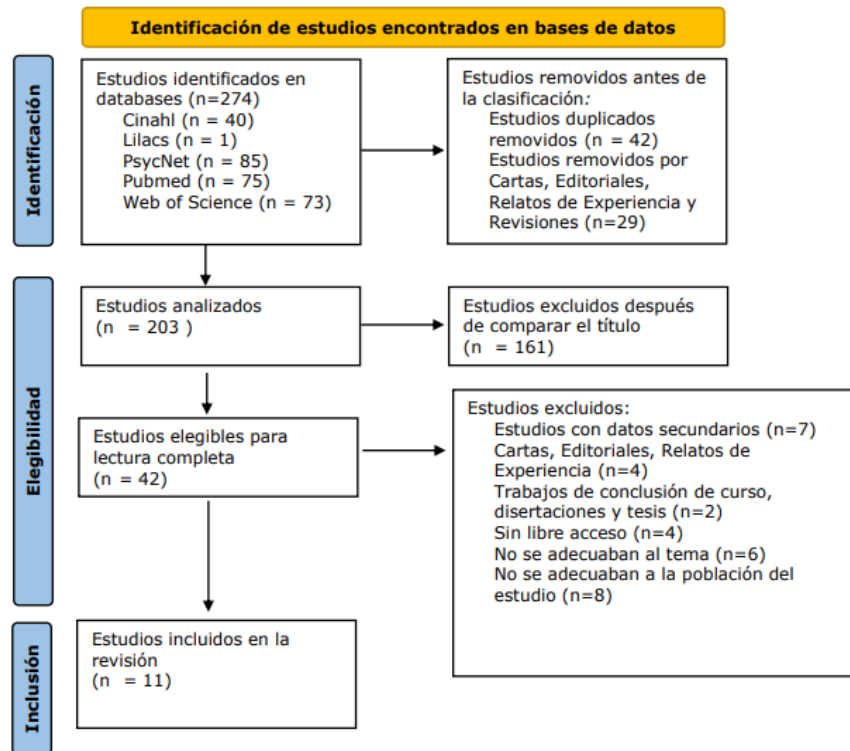 Identificación de estudios encontrados en bases de datos
Identificación
Estudios identificados en
databases (n=274)
Cinahl (n = 40)
Lilacs (n = 1)
PsycNet (n = 85)
Pubmed (n = 75)
Web of Science (n = 73)
Estudios removidos antes de
la clasificación:
Estudios duplicados
removidos (n = 42)
Estudios removidos por
Cartas, Editoriales,
Relatos de Experiencia y
Revisiones (n=29)
Elegibilidad
Estudios analizados
(n = 203 )
Estudios excluidos después
de comparar el título
(n = 161)
Estudios elegibles para
lectura completa
(n = 42)
Estudios excluidos:
Estudios con datos secundarios (n=7)
Cartas, Editoriales, Relatos de
Experiencia (n=4)
Trabajos de conclusión de curso,
disertaciones y tesis (n=2)
Sin libre acceso (n=4)
No se adecuaban al tema (n=6)
No se adecuaban a la población del
estudio (n=8)
Inclusión
Estudios incluidos en la
revisión
(n = 11)